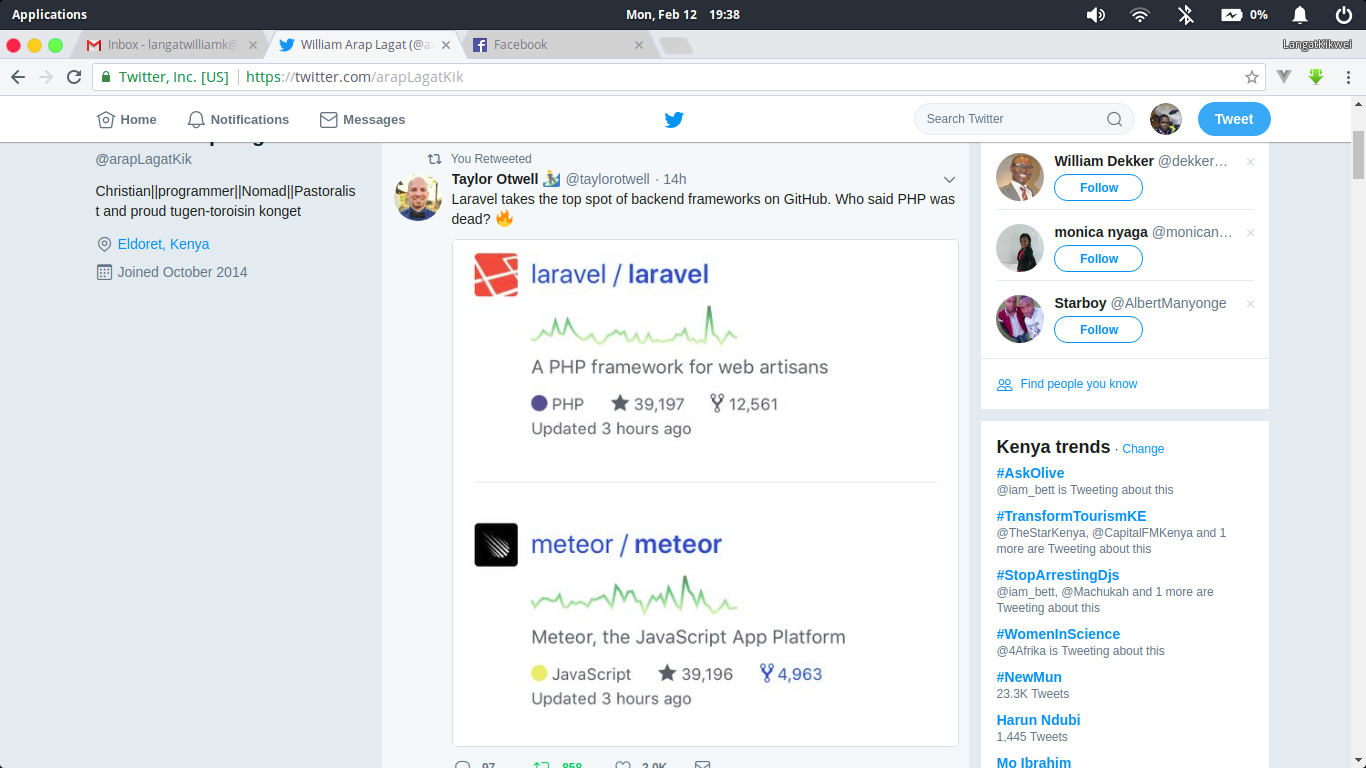 Applications
Mon, Feb 12 19:38
0%
Inbox - langatwilliamk@
William Arap Lagat (@a
Facebook
LangatKikwei
Twitter, Inc. [US]
https://twitter.com/arapLagatKik
Home
Notifications
Messages
Search Twitter
Tweet
@arapLagatKik
Christian||programmer||Nomad||Pastoralis
t and proud tugen-toroisin konget
Eldoret, Kenya
Joined October 2014
You Retweeted
Taylor Otwell @taylorotwell · 14h
Laravel takes the top spot of backend frameworks on GitHub. Who said PHP was
dead? 🔥
laravel / laravel
A PHP framework for web artisans
PHP 39,197 12,561
Updated 3 hours ago
meteor / meteor
Meteor, the JavaScript App Platform
JavaScript 39,196 4,963
Updated 3 hours ago
97 858 2.0K
William Dekker @dekker…
Follow
monica nyaga @monican…
Follow
Starboy @AlbertManyonge
Follow
Find people you know
Kenya trends · Change
#AskOlive
@iam_bett is Tweeting about this
#TransformTourismKE
@TheStarKenya, @CapitalFMKenya and 1
more are Tweeting about this
#StopArrestingDjs
@iam_bett, @Machukah and 1 more are
Tweeting about this
#WomenInScience
@4Afrika is Tweeting about this
#NewMun
23.3K Tweets
Harun Ndubi
1,445 Tweets
Mo Ibrahim